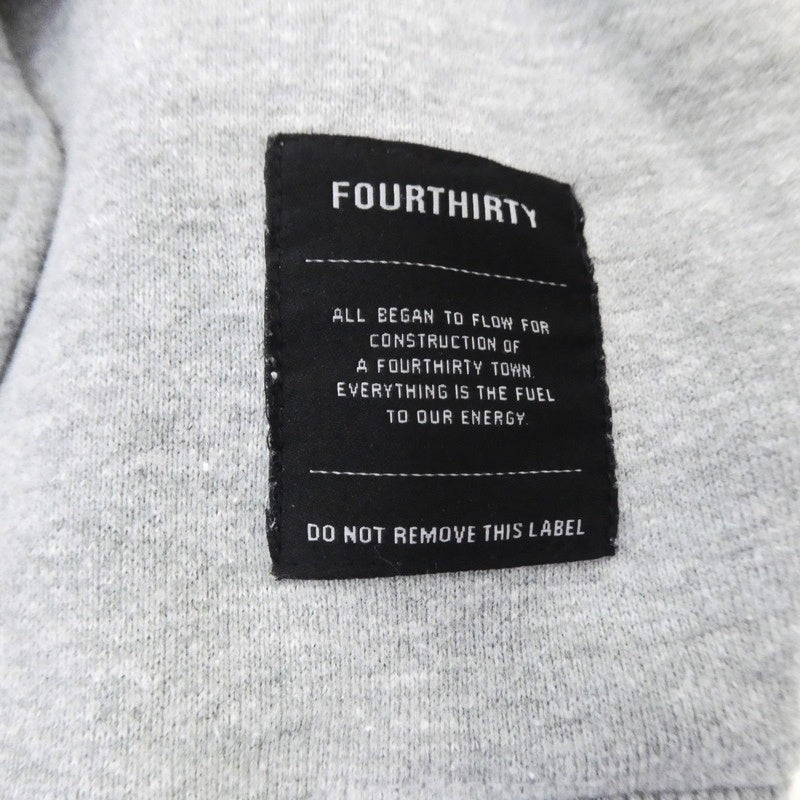 FOURTHIRTY
ALL BEGAN TO FLOW FOR
CONSTRUCTION OF
A FOURTHIRTY TOWN.
EVERYTHING IS THE FUEL
TO OUR ENERGY.
DO NOT REMOVE THIS LABEL